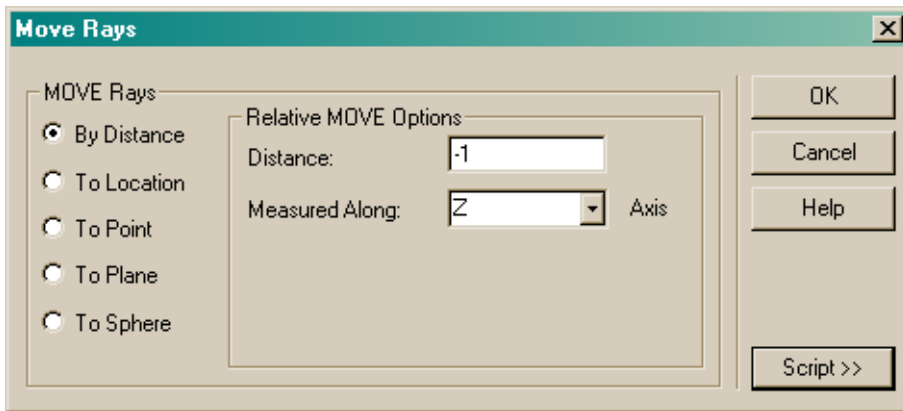 Move Rays
MOVE Rays
By Distance
To Location
To Point
To Plane
To Sphere
Relative MOVE Options
Distance: -1
Measured Along: Z Axis
OK
Cancel
Help
Script >>